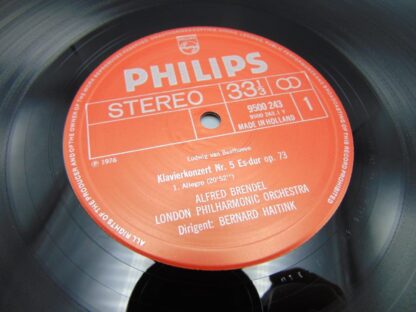 PHILIPS
STEREO
33 1/3
9500 243
9500 243.1 Y
MADE IN HOLLAND
1
℗ 1976
Ludwig van Beethoven
Klavierkonzert Nr. 5 Es-dur op. 73
1. Allegro (20'52")
ALFRED BRENDEL
LONDON PHILHARMONIC ORCHESTRA
Dirigent: BERNARD HAITINK
ALL RIGHTS OF THE PRODUCER AND OF THE OWNER OF THE
OF THIS RECORD PROHIBITED